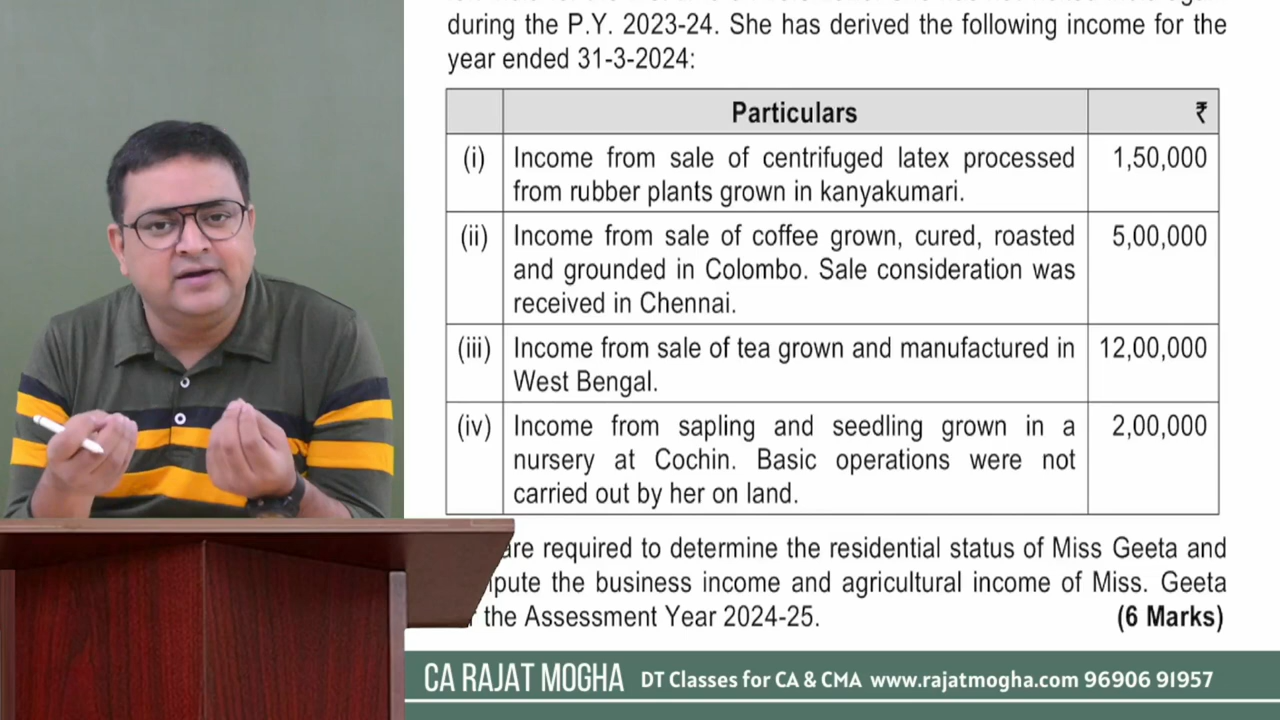 during the P.Y. 2023-24. She has derived the following income for the
year ended 31-3-2024:
Particulars ₹
(i) Income from sale of centrifuged latex processed 1,50,000
from rubber plants grown in kanyakumari.
(ii) Income from sale of coffee grown, cured, roasted 5,00,000
and grounded in Colombo. Sale consideration was
received in Chennai.
(iii) Income from sale of tea grown and manufactured in 12,00,000
West Bengal.
(iv) Income from sapling and seedling grown in a 2,00,000
nursery at Cochin. Basic operations were not
carried out by her on land.
are required to determine the residential status of Miss Geeta and
pute the business income and agricultural income of Miss. Geeta
the Assessment Year 2024-25. (6 Marks)
CA RAJAT MOGHA DT Classes for CA & CMA www.rajatmogha.com 96906 91957